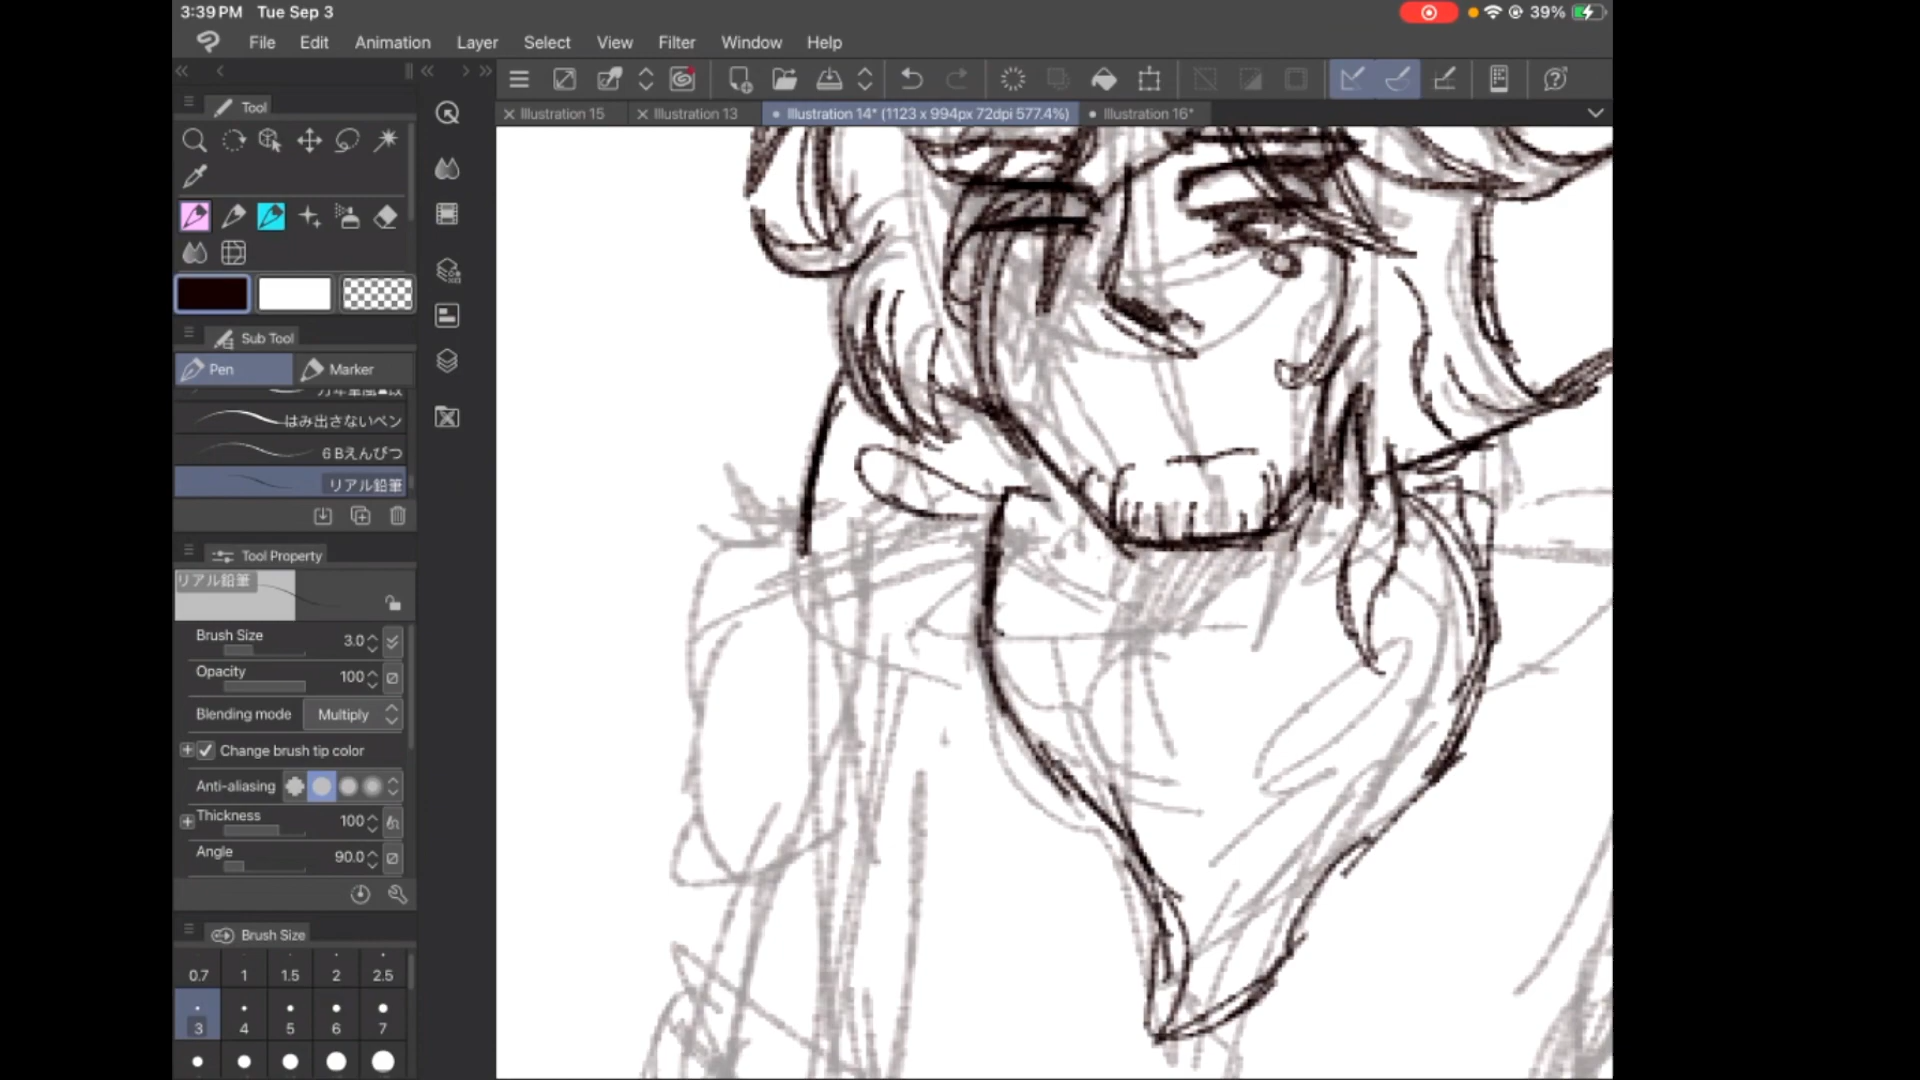 3:39 PM Tue Sep 3
39%
File Edit Animation Layer Select View Filter Window Help
Tool
Illustration 15
Illustration 13
Illustration 14* (1123 x 994px 72dpi 577.4%)
Illustration 16*
Sub Tool
Pen
Marker
はみ出さないペン
6Bえんぴつ
リアル鉛筆
Tool Property
リアル鉛筆
Brush Size 3.0
Opacity 100
Blending mode Multiply
Change brush tip color
Anti-aliasing
Thickness 100
Angle 90.0
Brush Size
0.7 1 1.5 2 2.5
3 4 5 6 7